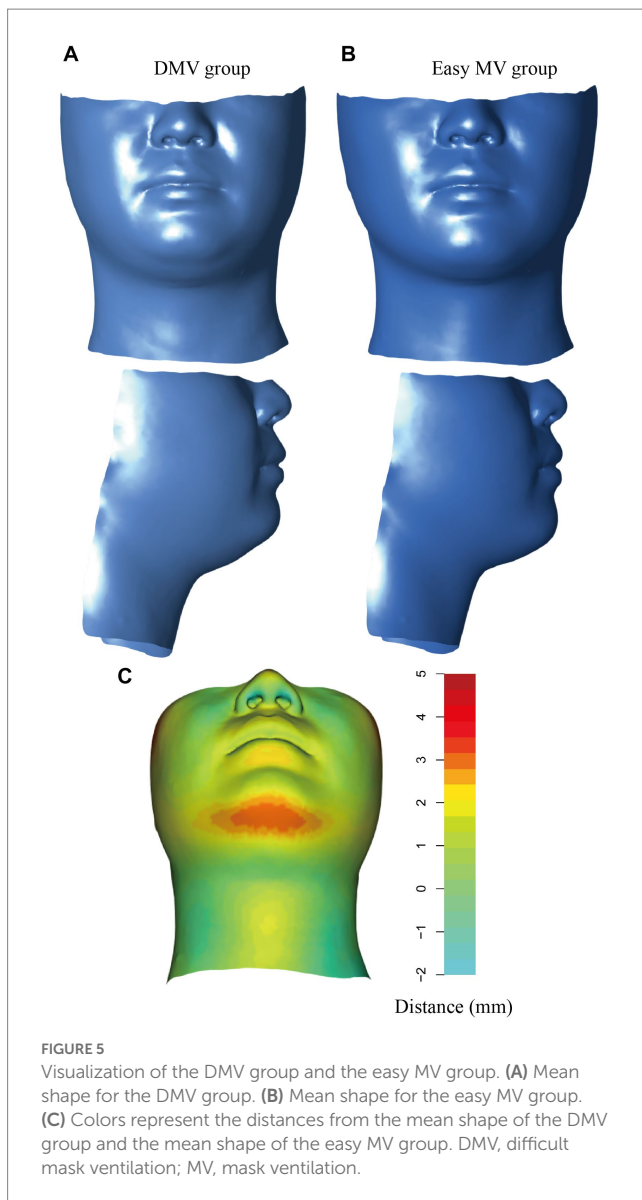 A
DMV group
B
Easy MV group
C
5
4
3
2
1
0
−1
−2
Distance (mm)
FIGURE 5
Visualization of the DMV group and the easy MV group. (A) Mean
shape for the DMV group. (B) Mean shape for the easy MV group.
(C) Colors represent the distances from the mean shape of the DMV
group and the mean shape of the easy MV group. DMV, difficult
mask ventilation; MV, mask ventilation.